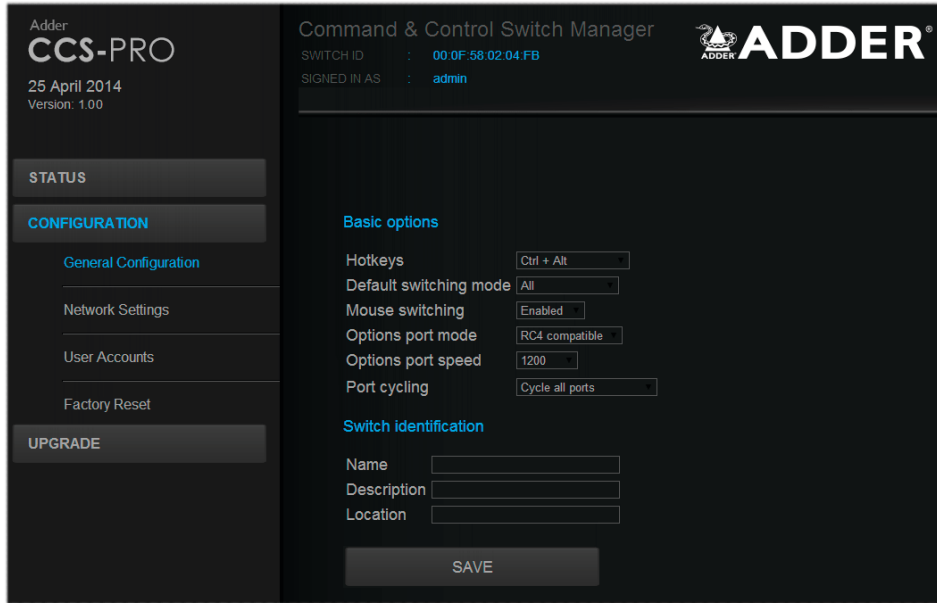 Adder
CCS-PRO
25 April 2014
Version: 1.00
Command & Control Switch Manager
SWITCH ID : 00:0F:58:02:04:FB
SIGNED IN AS : admin
ADDER
ADDER®
STATUS
CONFIGURATION
General Configuration
Network Settings
User Accounts
Factory Reset
UPGRADE
Basic options
Hotkeys Ctrl + Alt
Default switching mode All
Mouse switching Enabled
Options port mode RC4 compatible
Options port speed 1200
Port cycling Cycle all ports
Switch identification
Name
Description
Location
SAVE